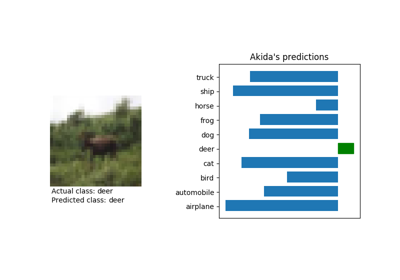 Akida's predictions
truck
ship
horse
frog
dog
deer
cat
bird
automobile
airplane
Actual class: deer
Predicted class: deer